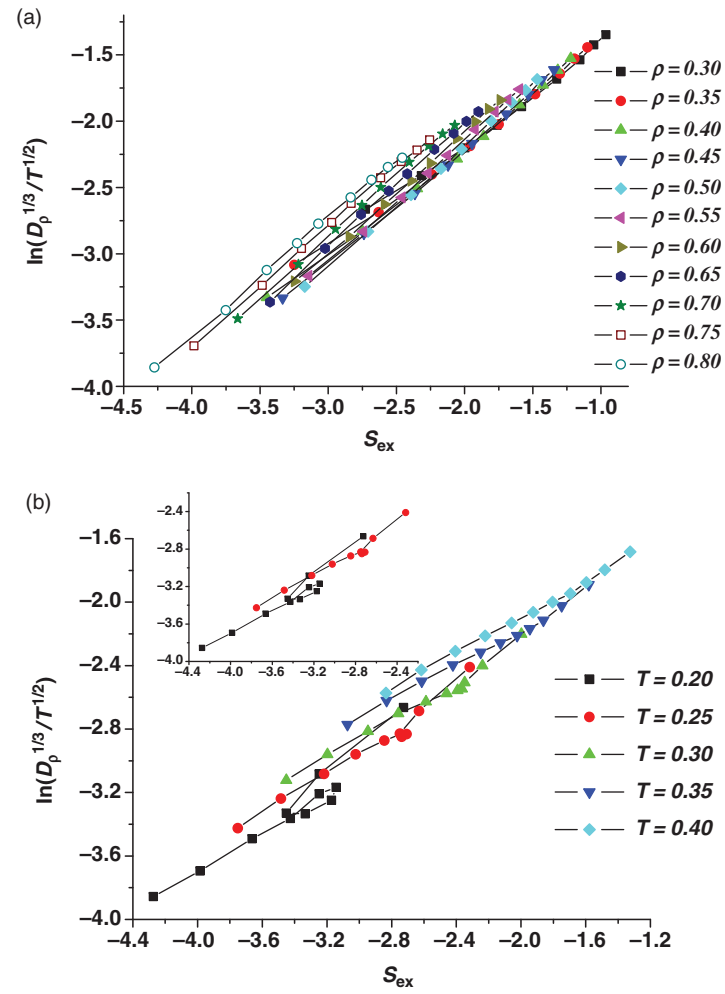 (a)
−1.5
−2.0
−2.5
−3.0
−3.5
−4.0
ln(Dρ^1/3/T^1/2)
−4.5 −4.0 −3.5 −3.0 −2.5 −2.0 −1.5 −1.0
Sex
ρ = 0.30
ρ = 0.35
ρ = 0.40
ρ = 0.45
ρ = 0.50
ρ = 0.55
ρ = 0.60
ρ = 0.65
ρ = 0.70
ρ = 0.75
ρ = 0.80
(b)
−2.4
−2.8
−3.2
−3.6
−4.0
−4.4 −4.0 −3.6 −3.2 −2.8 −2.4 −2.2
−1.6
−2.0
−2.4
−2.8
−3.2
−3.6
−4.0
ln(Dρ^1/3/T^1/2)
−4.4 −4.0 −3.6 −3.2 −2.8 −2.4 −2.0 −1.6 −1.2
Sex
T = 0.20
T = 0.25
T = 0.30
T = 0.35
T = 0.40